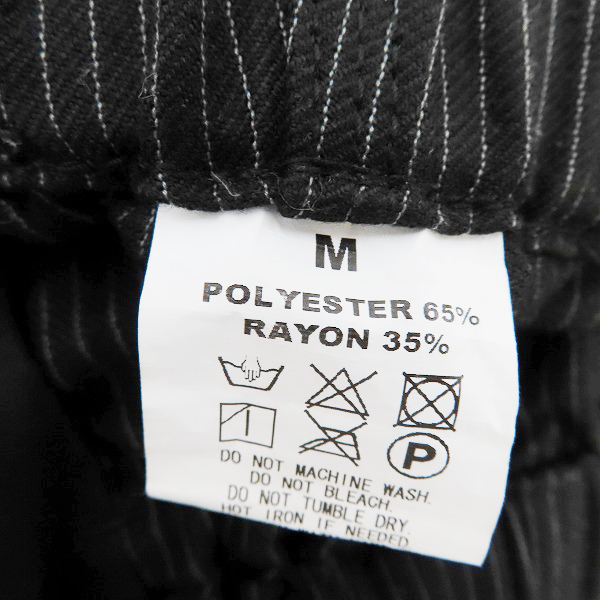 M
POLYESTER 65%
RAYON 35%
P
DO NOT MACHINE WASH.
DO NOT BLEACH.
DO NOT TUMBLE DRY.
HOT IRON IF NEEDED